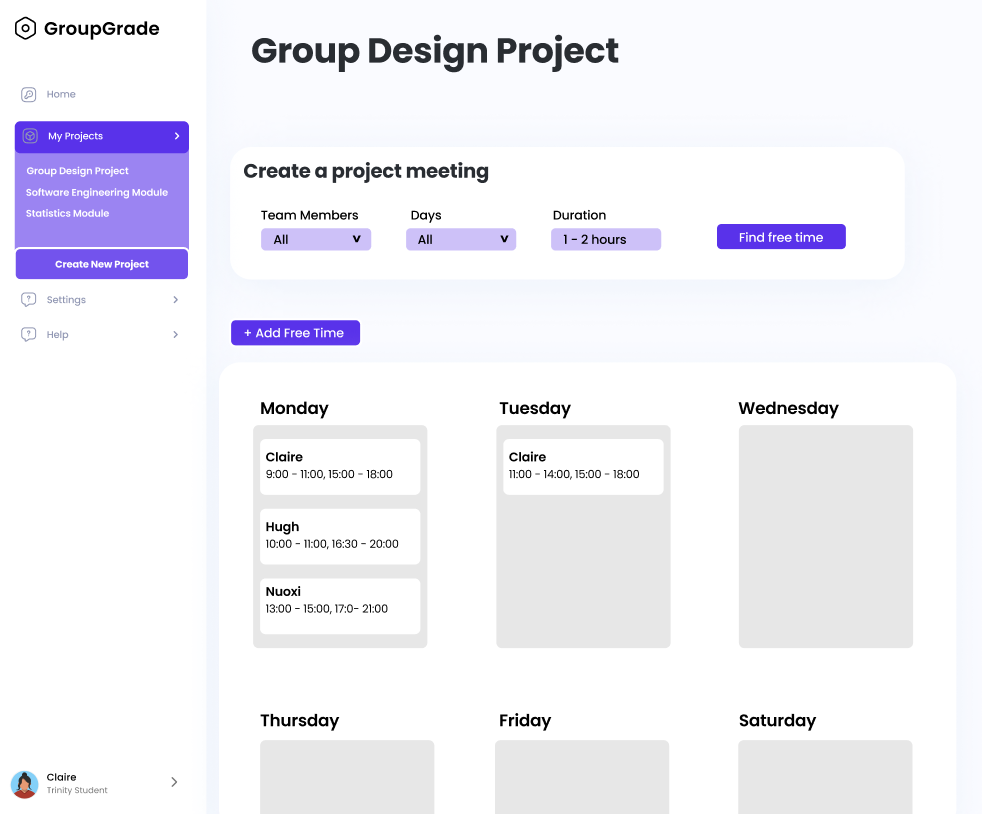 GroupGrade
Home
My Projects
Group Design Project
Software Engineering Module
Statistics Module
Create New Project
Settings
Help
Claire
Trinity Student
Group Design Project
Create a project meeting
Team Members Days Duration
All v All v 1 - 2 hours Find free time
+ Add Free Time
Monday Tuesday Wednesday
Claire
9:00 - 11:00, 15:00 - 18:00
Hugh
10:00 - 11:00, 16:30 - 20:00
Nuoxi
13:00 - 15:00, 17:0- 21:00
Claire
11:00 - 14:00, 15:00 - 18:00
Thursday Friday Saturday